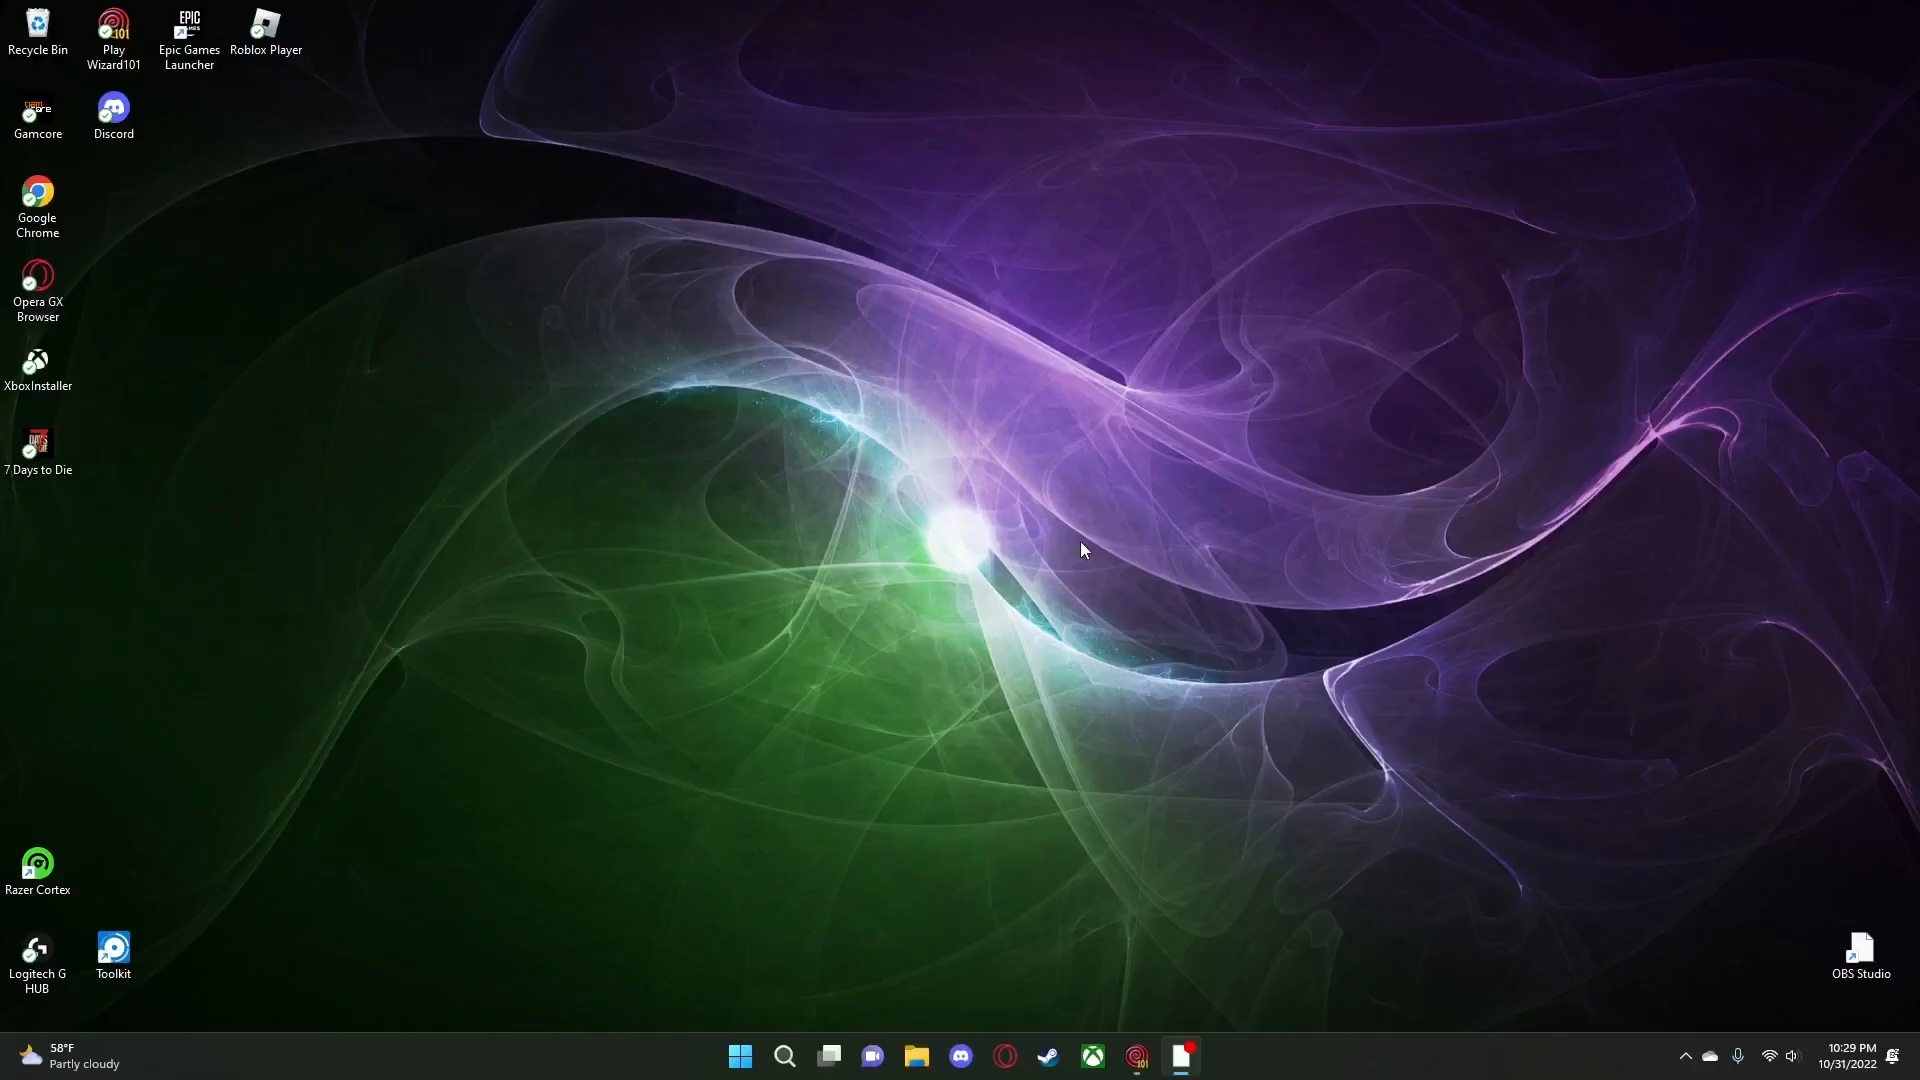 Recycle Bin
Play
Wizard101
EPIC
GAMES
Epic Games
Launcher
Roblox Player
Gamcore
Discord
Google
Chrome
Opera GX
Browser
XboxInstaller
7 Days to Die
Razer Cortex
Logitech G
HUB
Toolkit
OBS Studio
58°F
Partly cloudy
10:29 PM
10/31/2022